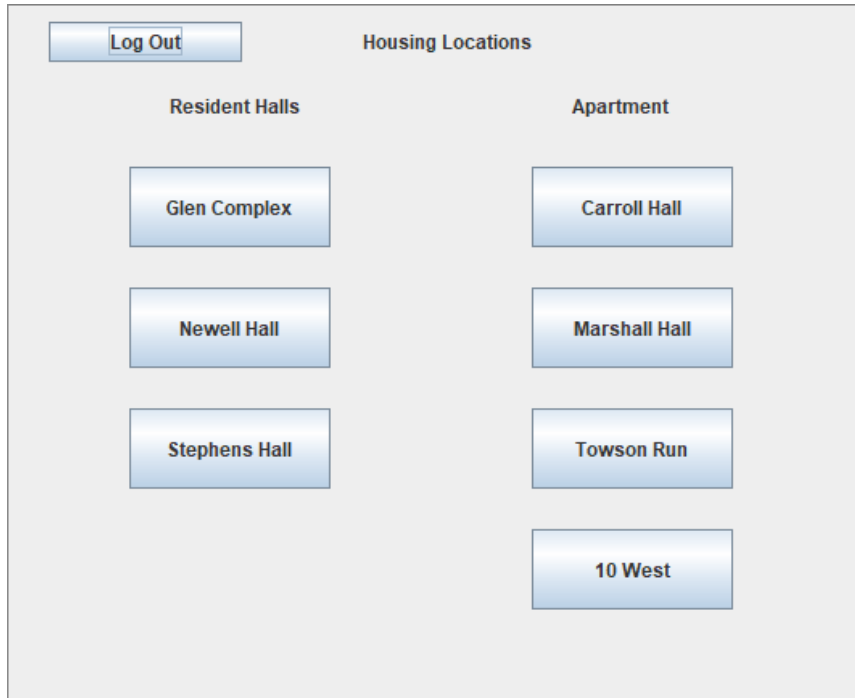 Log Out
Housing Locations
Resident Halls
Apartment
Glen Complex
Carroll Hall
Newell Hall
Marshall Hall
Stephens Hall
Towson Run
10 West